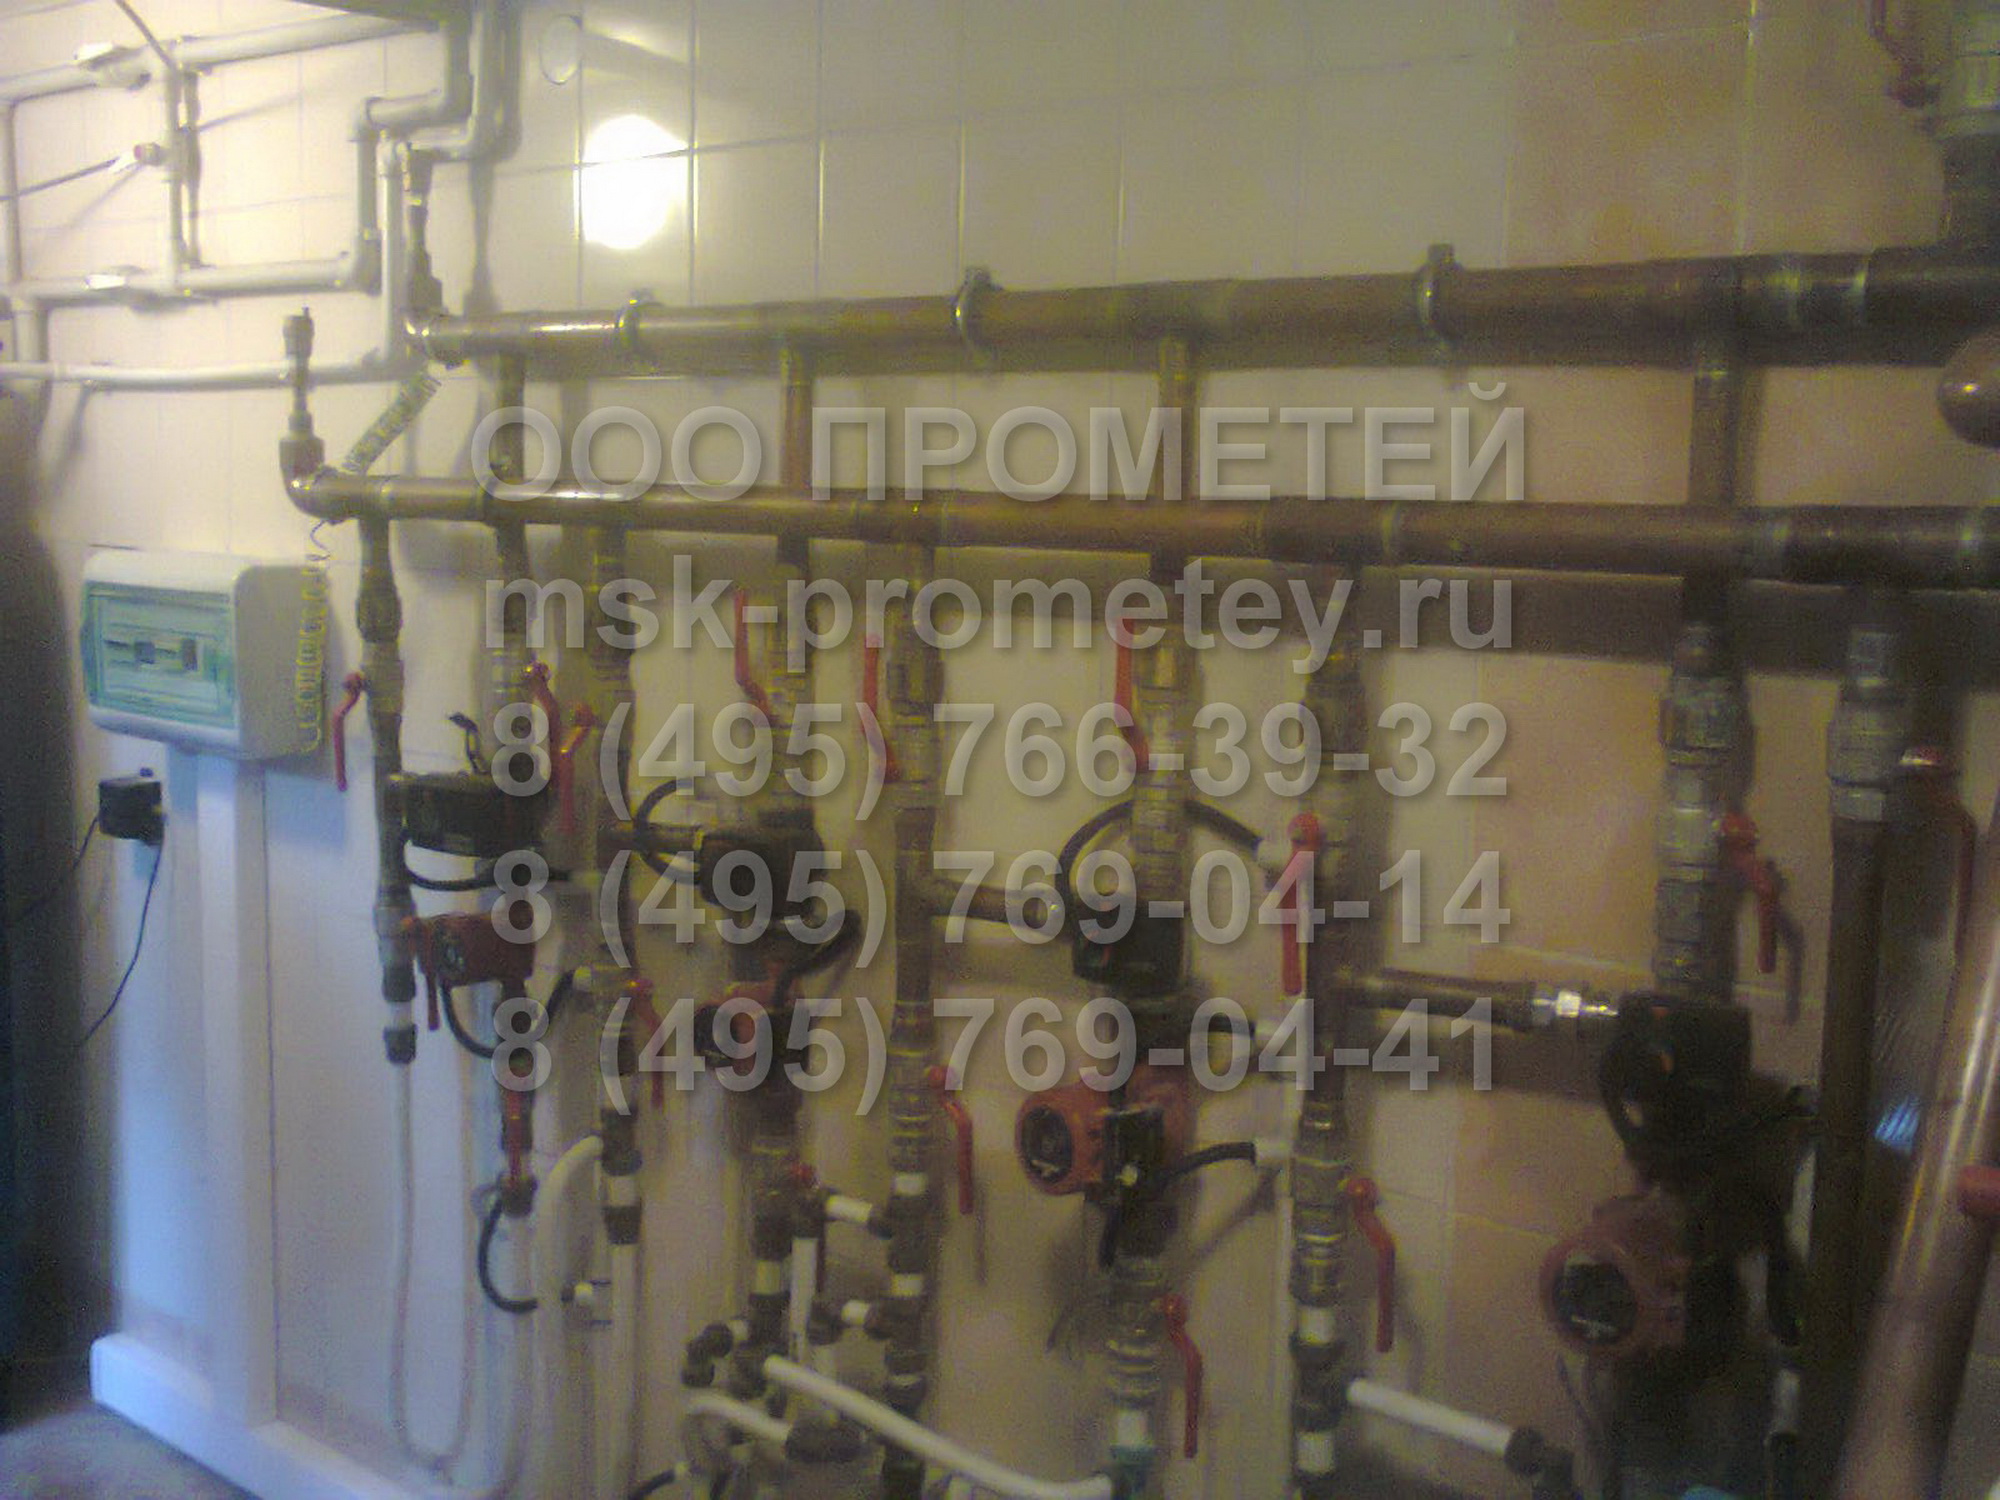 ООО ПРОМЕТЕЙ
msk-prometey.ru
8 (495) 766-39-32
8 (495) 769-04-14
8 (495) 769-04-41